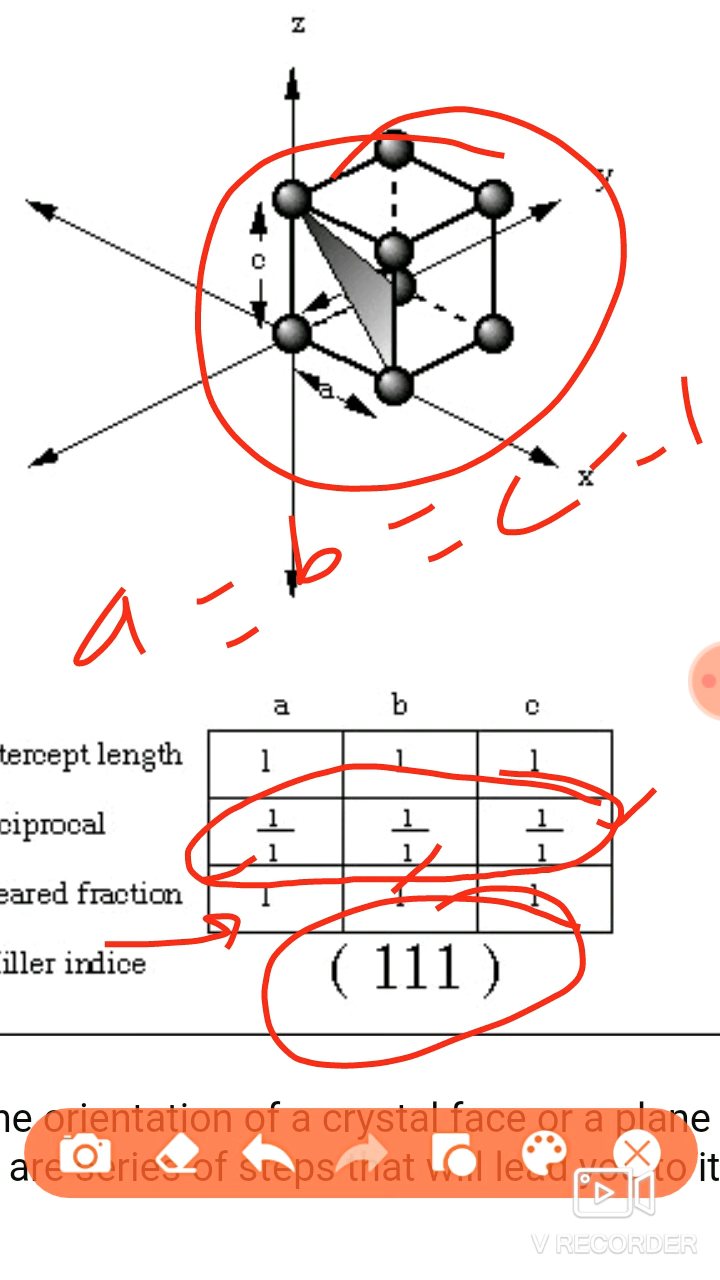 z
y
c
a
x
a = b = c = 1
a b c
tercept length 1 1 1
ciprocal 1/1 1/1 1/1
eared fraction 1 1 1
iller indice (111)
ne orientation of a crystal face or a plane
are series of steps that will lead you to it
V RECORDER